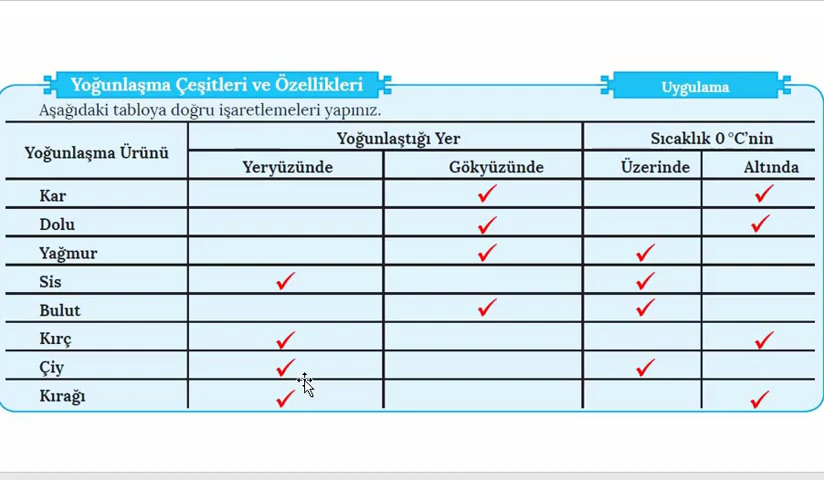 Yoğunlaşma Çeşitleri ve Özellikleri
Uygulama
Aşağıdaki tabloya doğru işaretlemeleri yapınız.
Yoğunlaşma Ürünü
Yoğunlaştığı Yer
Sıcaklık 0 °C'nin
Yeryüzünde
Gökyüzünde
Üzerinde
Altında
Kar ✓ ✓
Dolu ✓ ✓
Yağmur ✓ ✓
Sis ✓ ✓
Bulut ✓ ✓
Kırç ✓ ✓
Çiy ✓ ✓
Kırağı ✓ ✓